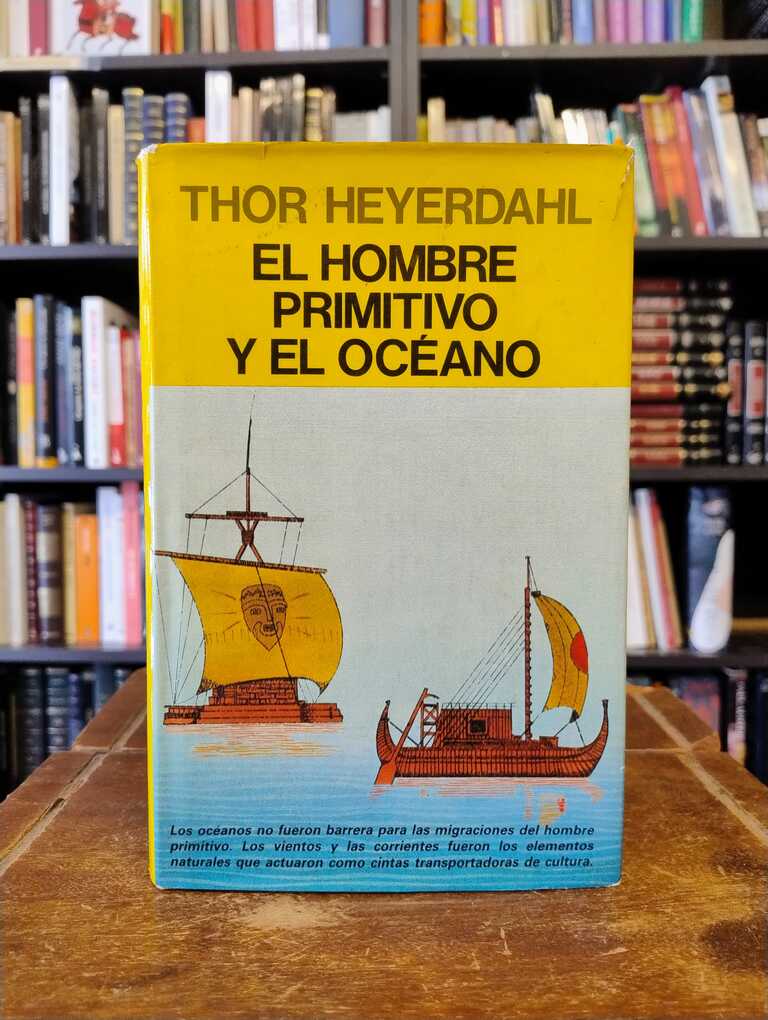 THOR HEYERDAHL
EL HOMBRE
PRIMITIVO
Y EL OCÉANO
Los océanos no fueron barrera para las migraciones del hombre
primitivo. Los vientos y las corrientes fueron los elementos
naturales que actuaron como cintas transportadoras de cultura.